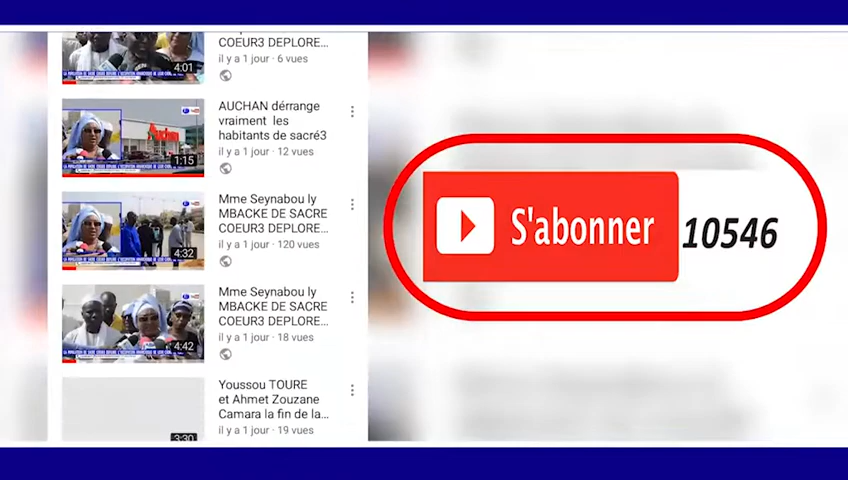 COEUR3 DEPLORE...
il y a 1 jour · 6 vues
4:01
AUCHAN dérrange
vraiment les
habitants de sacré3
il y a 1 jour · 12 vues
Auchan
1:15
Mme Seynabou ly
MBACKE DE SACRE
COEUR3 DEPLORE...
il y a 1 jour · 120 vues
4:32
Mme Seynabou ly
MBACKE DE SACRE
COEUR3 DEPLORE...
il y a 1 jour · 18 vues
4:42
Youssou TOURE
et Ahmet Zouzane
Camara la fin de la...
il y a 1 jour · 19 vues
3:30
S'abonner
10546